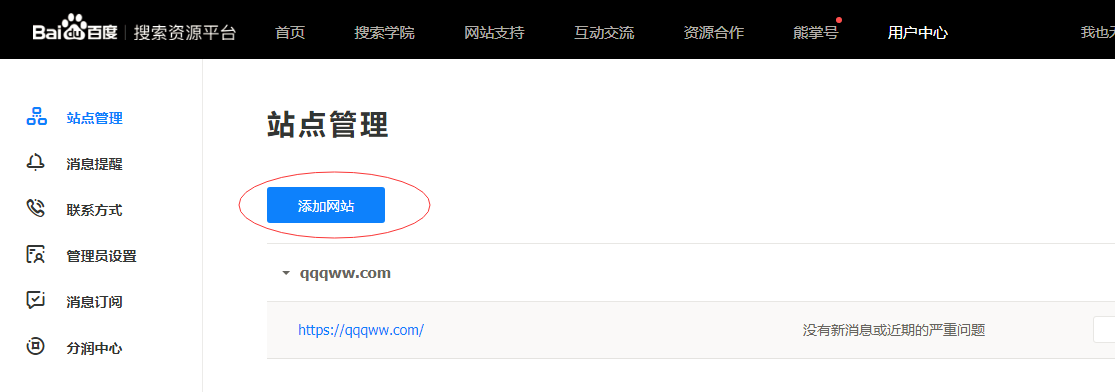 Bai du 百度 | 搜索资源平台 首页 搜索学院 网站支持 互动交流 资源合作 熊掌号 用户中心 我也
站点管理
消息提醒
联系方式
管理员设置
消息订阅
分润中心
站点管理
添加网站
qqqww.com
https://qqqww.com/ 没有新消息或近期的严重问题